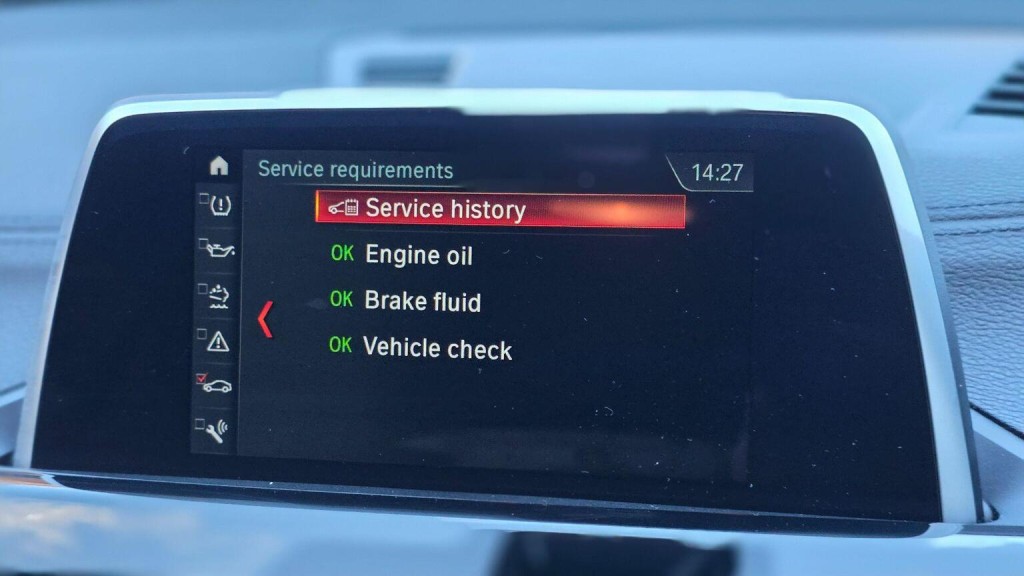 Service requirements
14:27
Service history
OK Engine oil
OK Brake fluid
OK Vehicle check